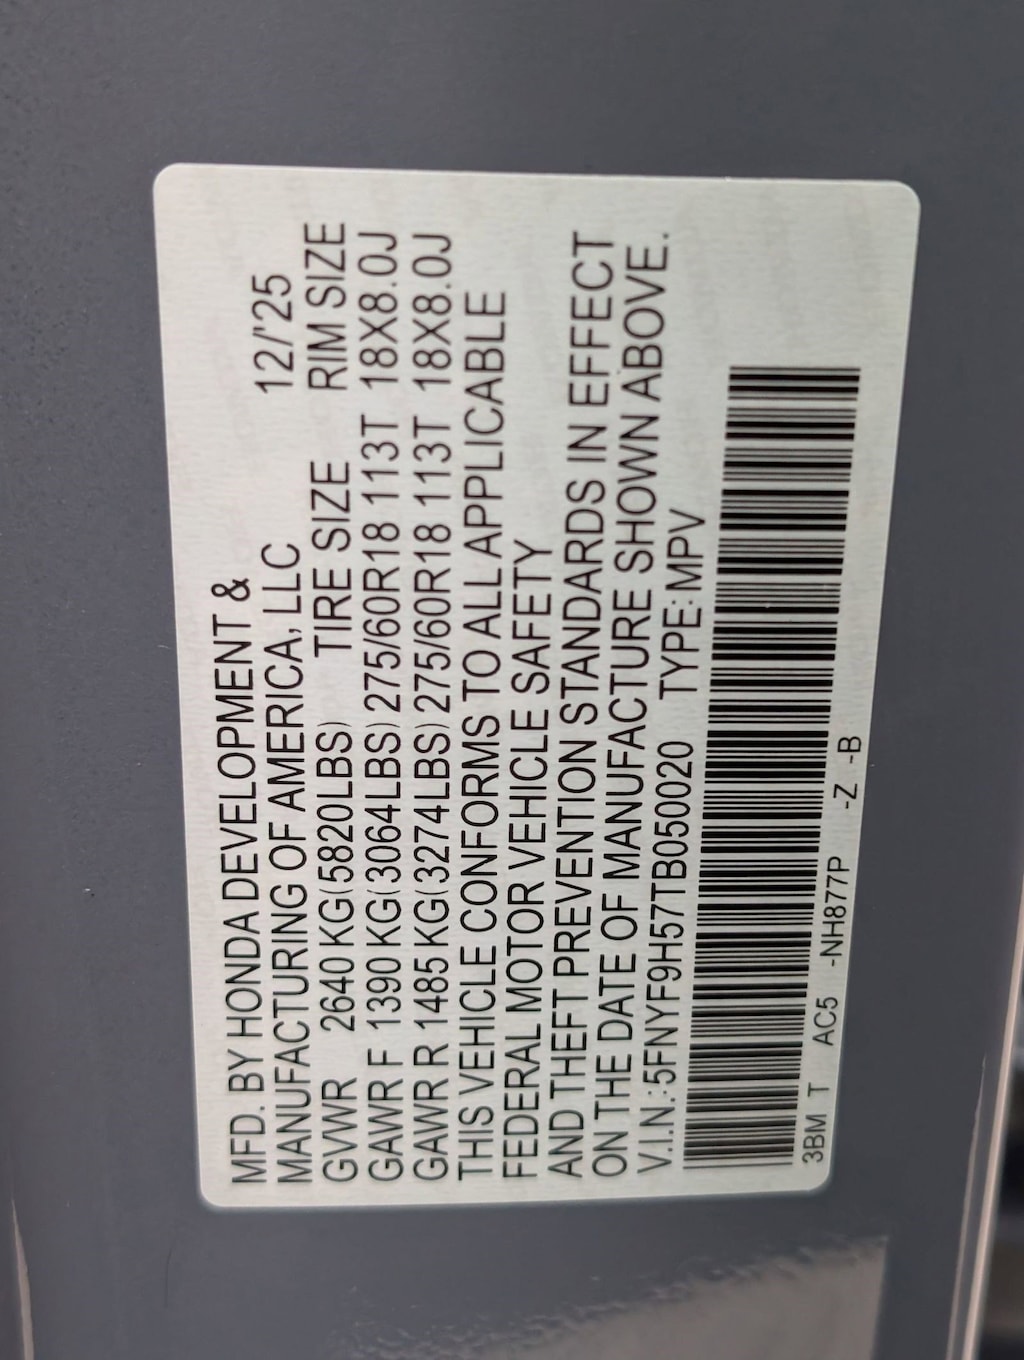 MFD. BY HONDA DEVELOPMENT &
MANUFACTURING OF AMERICA, LLC 12/'25
GVWR 2640 KG(5820LBS) TIRE SIZE RIM SIZE
GAWR F 1390 KG(3064LBS) 275/60R18 113T 18X8.0J
GAWR R 1485 KG(3274LBS) 275/60R18 113T 18X8.0J
THIS VEHICLE CONFORMS TO ALL APPLICABLE
FEDERAL MOTOR VEHICLE SAFETY
AND THEFT PREVENTION STANDARDS IN EFFECT
ON THE DATE OF MANUFACTURE SHOWN ABOVE.
V.I.N.:5FNYF9H57TB050020 TYPE:MPV
3BM T AC5 -NH877P -Z -B